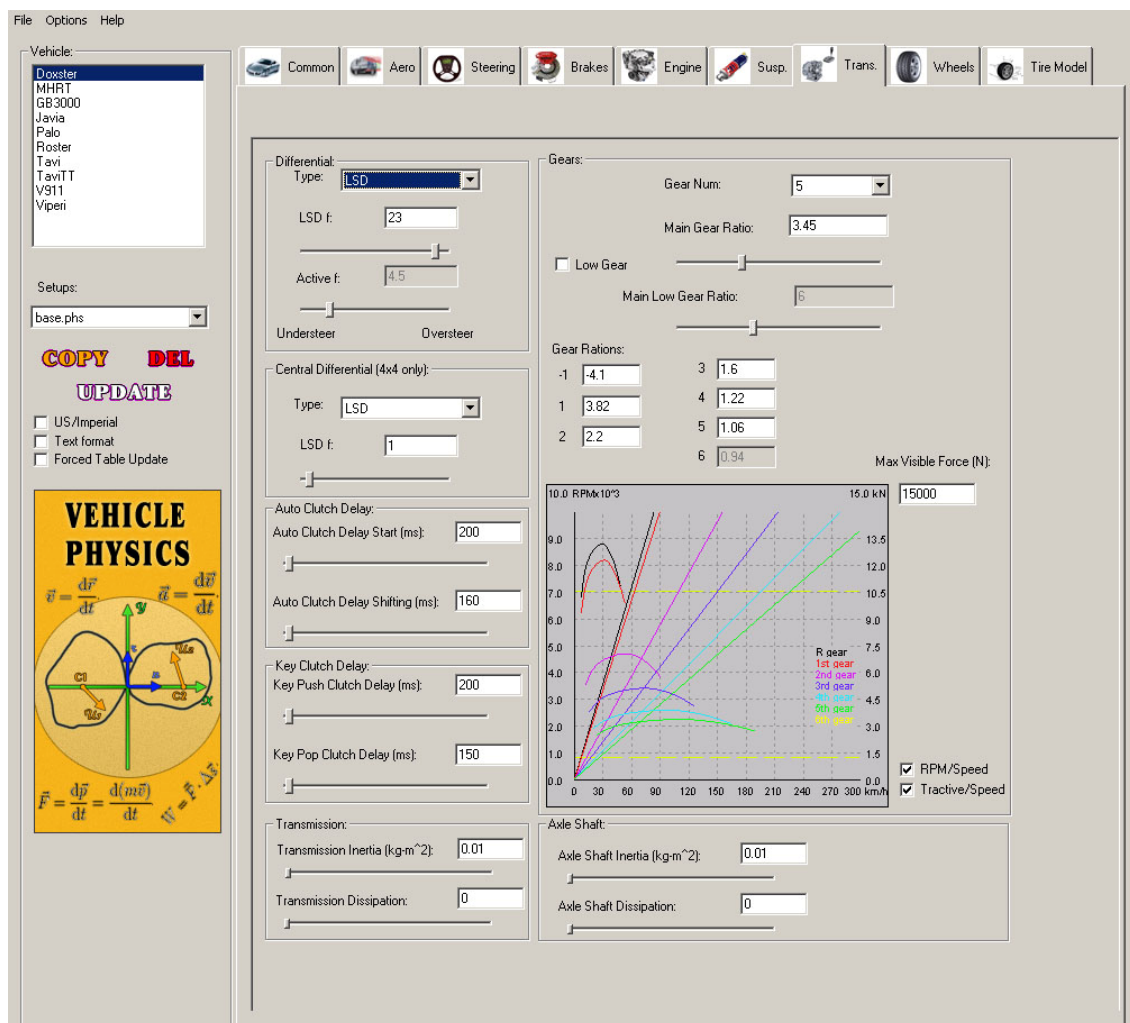 File Options Help
Vehicle:
Doxster
MHRT
GB3000
Javia
Palo
Roster
Tavi
TaviTT
V911
Viperi
Setups:
base.phs
COPY DEL
UPDATE
US/Imperial
Text format
Forced Table Update
VEHICLE
PHYSICS
Common Aero Steering Brakes Engine Susp. Trans. Wheels Tire Model
Differential:
Type: LSD
LSD f: 23
Active f: 4.5
Understeer Oversteer
Central Differential (4x4 only):
Type: LSD
LSD f: 1
Auto Clutch Delay:
Auto Clutch Delay Start (ms): 200
Auto Clutch Delay Shifting (ms): 160
Key Clutch Delay:
Key Push Clutch Delay (ms): 200
Key Pop Clutch Delay (ms): 150
Transmission:
Transmission Inertia (kg-m^2): 0.01
Transmission Dissipation: 0
Gears:
Gear Num: 5
Main Gear Ratio: 3.45
Low Gear
Main Low Gear Ratio: 6
Gear Rations:
-1 -4.1
1 3.82
2 2.2
3 1.6
4 1.22
5 1.06
6 0.94
Max Visible Force (N):
15000
10.0 RPMx10^3 15.0 kN
9.0 13.5
8.0 12.0
7.0 10.5
6.0 9.0
5.0 7.5
4.0 6.0
3.0 4.5
2.0 3.0
1.0 1.5
0.0 0.0
R gear
1st gear
2nd gear
3rd gear
4th gear
5th gear
6th gear
0 30 60 90 120 150 180 210 240 270 300 km/h
RPM/Speed
Tractive/Speed
Axle Shaft:
Axle Shaft Inertia (kg-m^2): 0.01
Axle Shaft Dissipation: 0